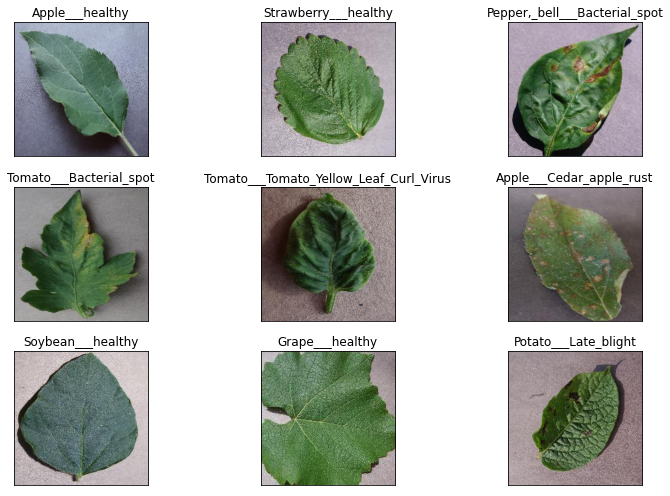 Apple___healthy
Strawberry___healthy
Pepper,_bell___Bacterial_spot
Tomato___Bacterial_spot
Tomato___Tomato_Yellow_Leaf_Curl_Virus
Apple___Cedar_apple_rust
Soybean___healthy
Grape___healthy
Potato___Late_blight